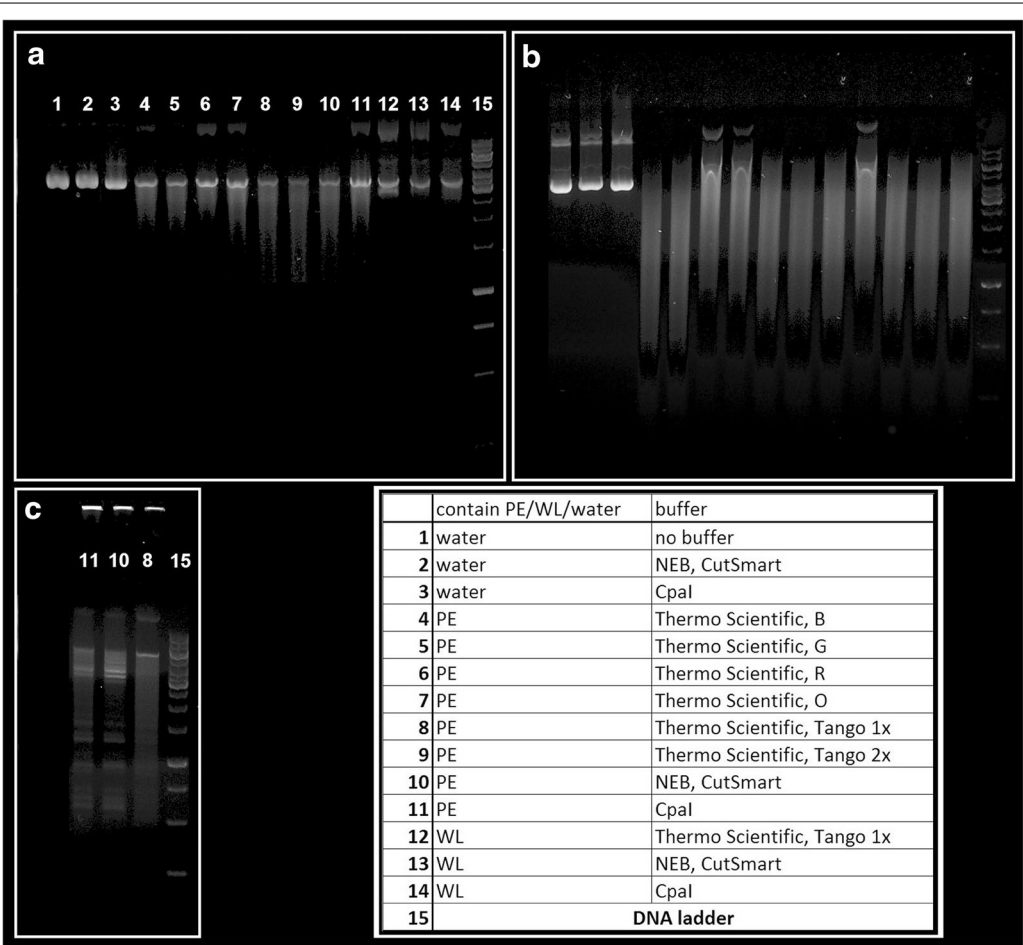 a
b
1 2 3 4 5 6 7 8 9 10 11 12 13 14 15
c
11 10 8 15
contain PE/WL/water buffer
1 water no buffer
2 water NEB, CutSmart
3 water CpaI
4 PE Thermo Scientific, B
5 PE Thermo Scientific, G
6 PE Thermo Scientific, R
7 PE Thermo Scientific, O
8 PE Thermo Scientific, Tango 1x
9 PE Thermo Scientific, Tango 2x
10 PE NEB, CutSmart
11 PE CpaI
12 WL Thermo Scientific, Tango 1x
13 WL NEB, CutSmart
14 WL CpaI
15 DNA ladder